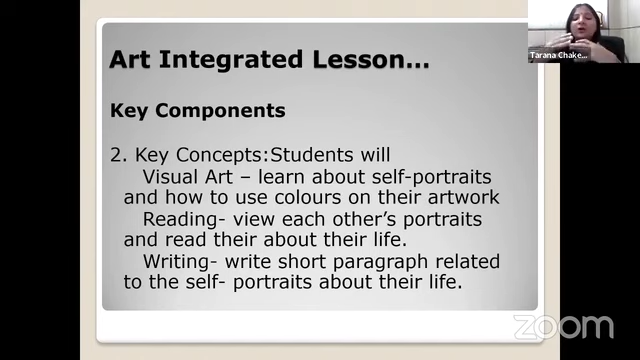 Art Integrated Lesson...
Tarana Chake...
Key Components
2. Key Concepts:Students will
Visual Art – learn about self-portraits
and how to use colours on their artwork
Reading- view each other's portraits
and read their about their life.
Writing- write short paragraph related
to the self- portraits about their life.
zoom